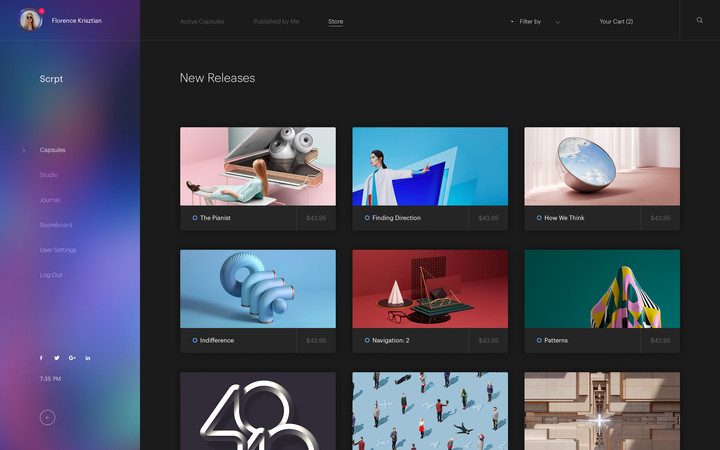 Florence Krisztian
Active Capsules
Published by Me
Store
Filter by
Your Cart (2)
Scrpt
Capsules
Studio
Journal
Scoreboard
User Settings
Log Out
7:35 PM
New Releases
The Pianist
$43.95
Finding Direction
$43.95
How We Think
$43.95
Indifference
$43.95
Navigation: 2
$43.95
Patterns
$43.95